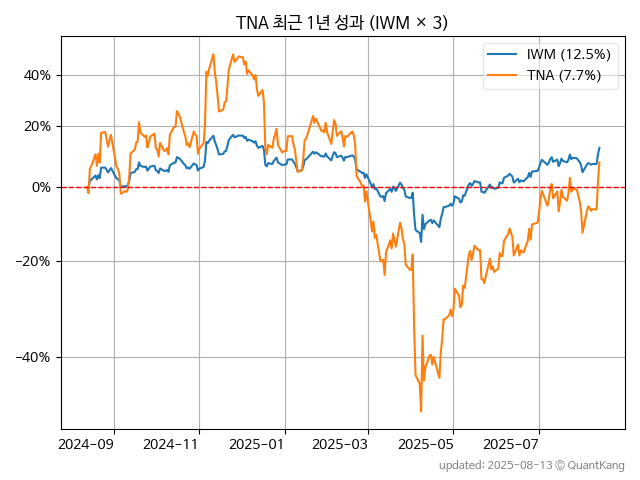 TNA 최근 1년 성과 (IWM × 3)
IWM (12.5%)
TNA (7.7%)
40%
20%
0%
−20%
−40%
2024-09 2024-11 2025-01 2025-03 2025-05 2025-07
updated: 2025-08-13 © QuantKang